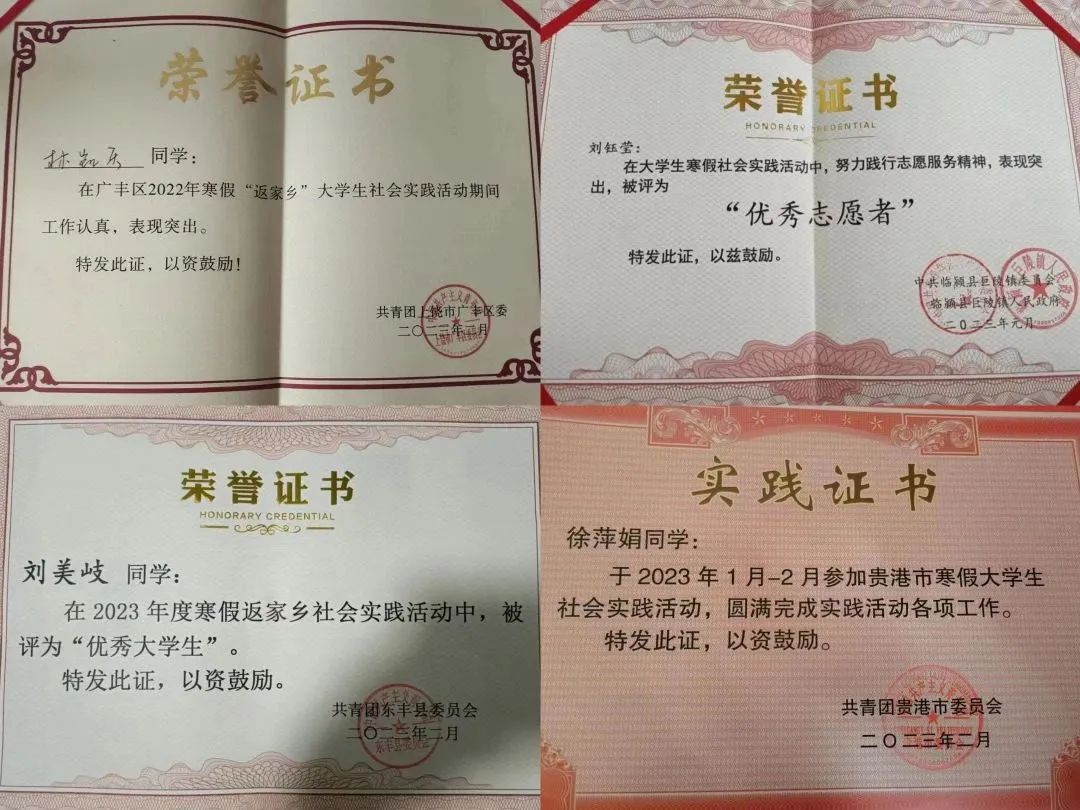 荣誉证书
同学：
在广丰区2022年寒假“返家乡”大学生社会实践活动期间
工作认真，表现突出。
特发此证，以资鼓励！
共青团上饶市广丰区委
二〇二三年二月
荣誉证书
HONORARY CREDENTIAL
刘钰莹：
在大学生寒假社会实践活动中，努力践行志愿服务精神，表现突
出，被评为
“优秀志愿者”
特发此证，以兹鼓励。
中共临颍县巨陵镇委员会
临颍县巨陵镇人民政府
二〇二三年元月
荣誉证书
HONORARY CREDENTIAL
刘美岐 同学：
在 2023 年度寒假返家乡社会实践活动中，被
评为“优秀大学生”。
特发此证，以资鼓励。
共青团东丰县委员会
二〇二三年二月
实践证书
徐萍娟同学：
于 2023 年 1 月-2 月参加贵港市寒假大学生
社会实践活动，圆满完成实践活动各项工作。
特发此证，以资鼓励。
共青团贵港市委员会
二〇二三年二月